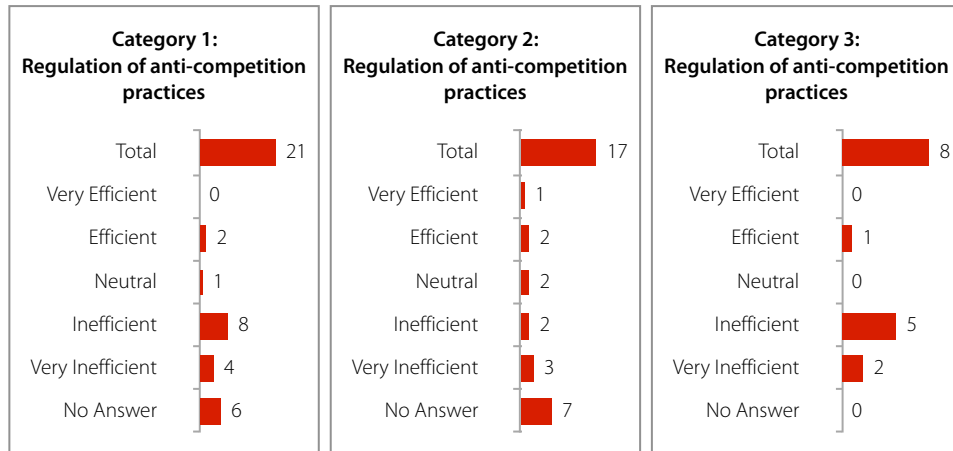 Category 1:
Regulation of anti-competition
practices
Total 21
Very Efficient 0
Efficient 2
Neutral 1
Inefficient 8
Very Inefficient 4
No Answer 6
Category 2:
Regulation of anti-competition
practices
Total 17
Very Efficient 1
Efficient 2
Neutral 2
Inefficient 2
Very Inefficient 3
No Answer 7
Category 3:
Regulation of anti-competition
practices
Total 8
Very Efficient 0
Efficient 1
Neutral 0
Inefficient 5
Very Inefficient 2
No Answer 0